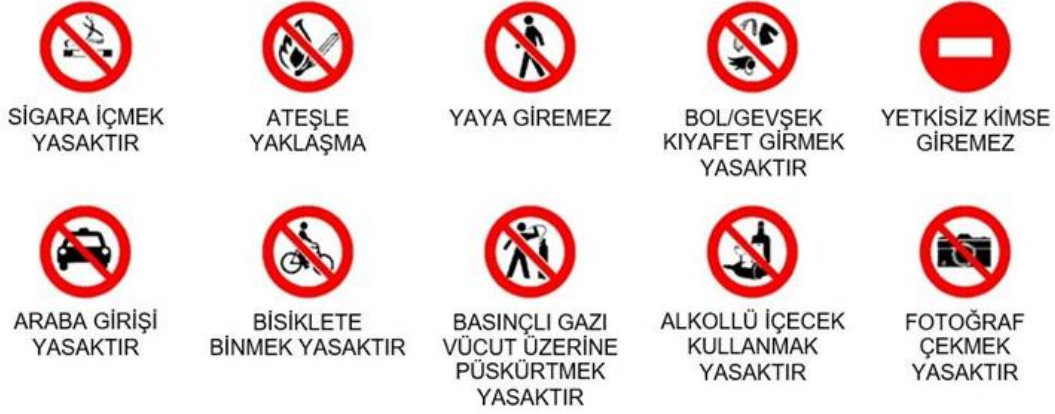 SİGARA İÇMEK
YASAKTIR
ATEŞLE
YAKLAŞMA
YAYA GİREMEZ
BOL/GEVŞEK
KIYAFET GİRMEK
YASAKTIR
YETKİSİZ KİMSE
GİREMEZ
ARABA GİRİŞİ
YASAKTIR
BİSİKLETE
BİNMEK YASAKTIR
BASINÇLI GAZI
VÜCUT ÜZERİNE
PÜSKÜRTMEK
YASAKTIR
ALKOLLÜ İÇECEK
KULLANMAK
YASAKTIR
FOTOĞRAF
ÇEKMEK
YASAKTIR